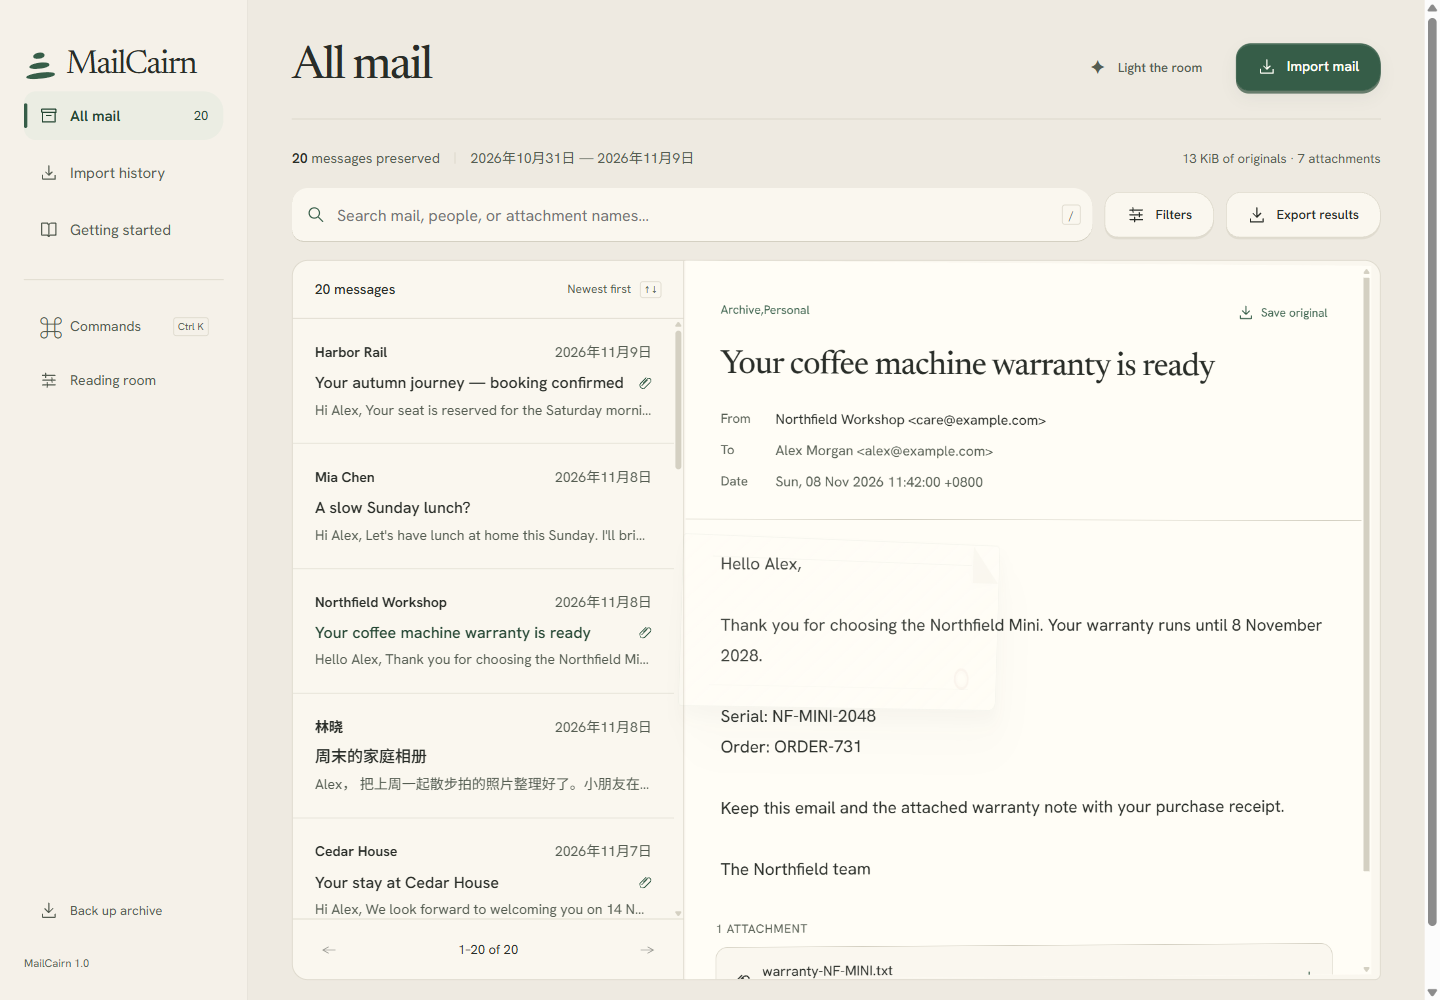 MailCairn
All mail 20
Import history
Getting started
Commands Ctrl K
Reading room
Back up archive
MailCairn 1.0
All mail
Light the room
Import mail
20 messages preserved
2026年10月31日 — 2026年11月9日
13 KiB of originals · 7 attachments
Search mail, people, or attachment names... /
Filters
Export results
20 messages
Newest first ↑↓
Harbor Rail 2026年11月9日
Your autumn journey — booking confirmed
Hi Alex, Your seat is reserved for the Saturday morni...
Mia Chen 2026年11月8日
A slow Sunday lunch?
Hi Alex, Let's have lunch at home this Sunday. I'll bri...
Northfield Workshop 2026年11月8日
Your coffee machine warranty is ready
Hello Alex, Thank you for choosing the Northfield Mi...
林晓 2026年11月8日
周末的家庭相册
Alex， 把上周一起散步拍的照片整理好了。小朋友在...
Cedar House 2026年11月7日
Your stay at Cedar House
Hi Alex, We look forward to welcoming you on 14 N...
← 1–20 of 20 →
Archive,Personal
Save original
Your coffee machine warranty is ready
From Northfield Workshop <care@example.com>
To Alex Morgan <alex@example.com>
Date Sun, 08 Nov 2026 11:42:00 +0800
Hello Alex,
Thank you for choosing the Northfield Mini. Your warranty runs until 8 November
2028.
Serial: NF-MINI-2048
Order: ORDER-731
Keep this email and the attached warranty note with your purchase receipt.
The Northfield team
1 ATTACHMENT
warranty-NF-MINI.txt